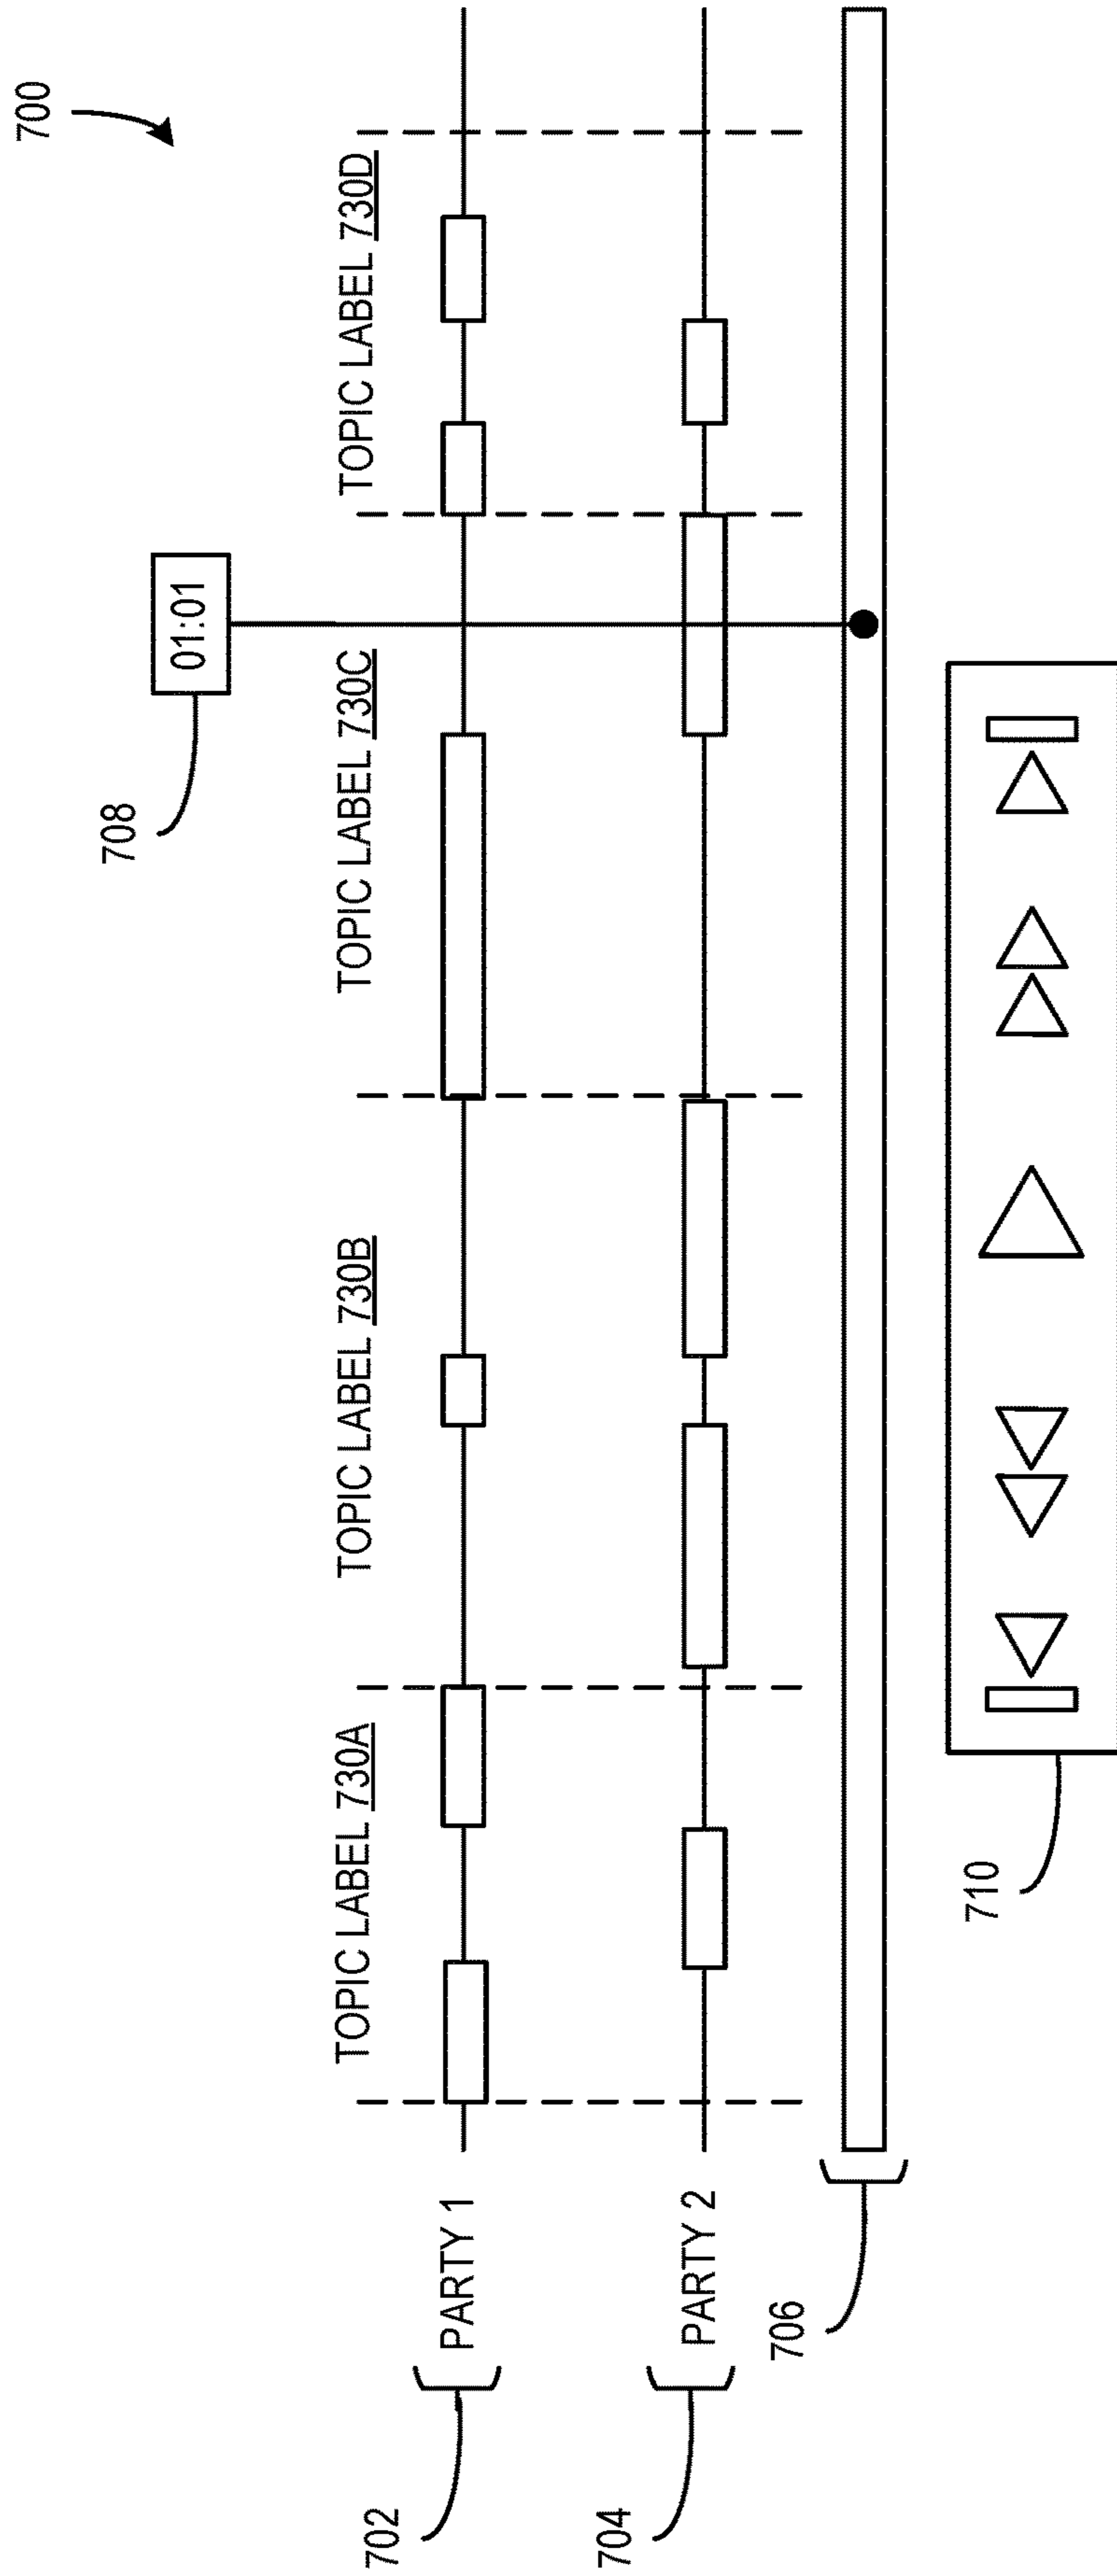 700
708
01:01
TOPIC LABEL 730A
TOPIC LABEL 730B
TOPIC LABEL 730C
TOPIC LABEL 730D
702
PARTY 1
704
PARTY 2
706
710